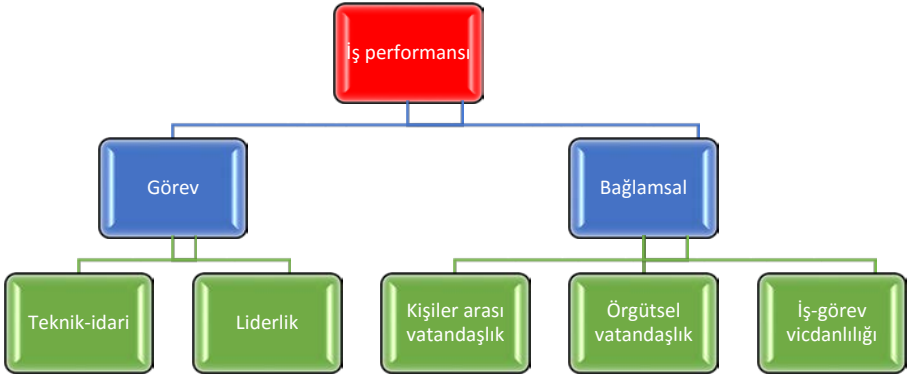 İş performansı
Görev
Bağlamsal
Teknik-idari
Liderlik
Kişiler arası
vatandaşlık
Örgütsel
vatandaşlık
İş-görev
vicdanlılığı